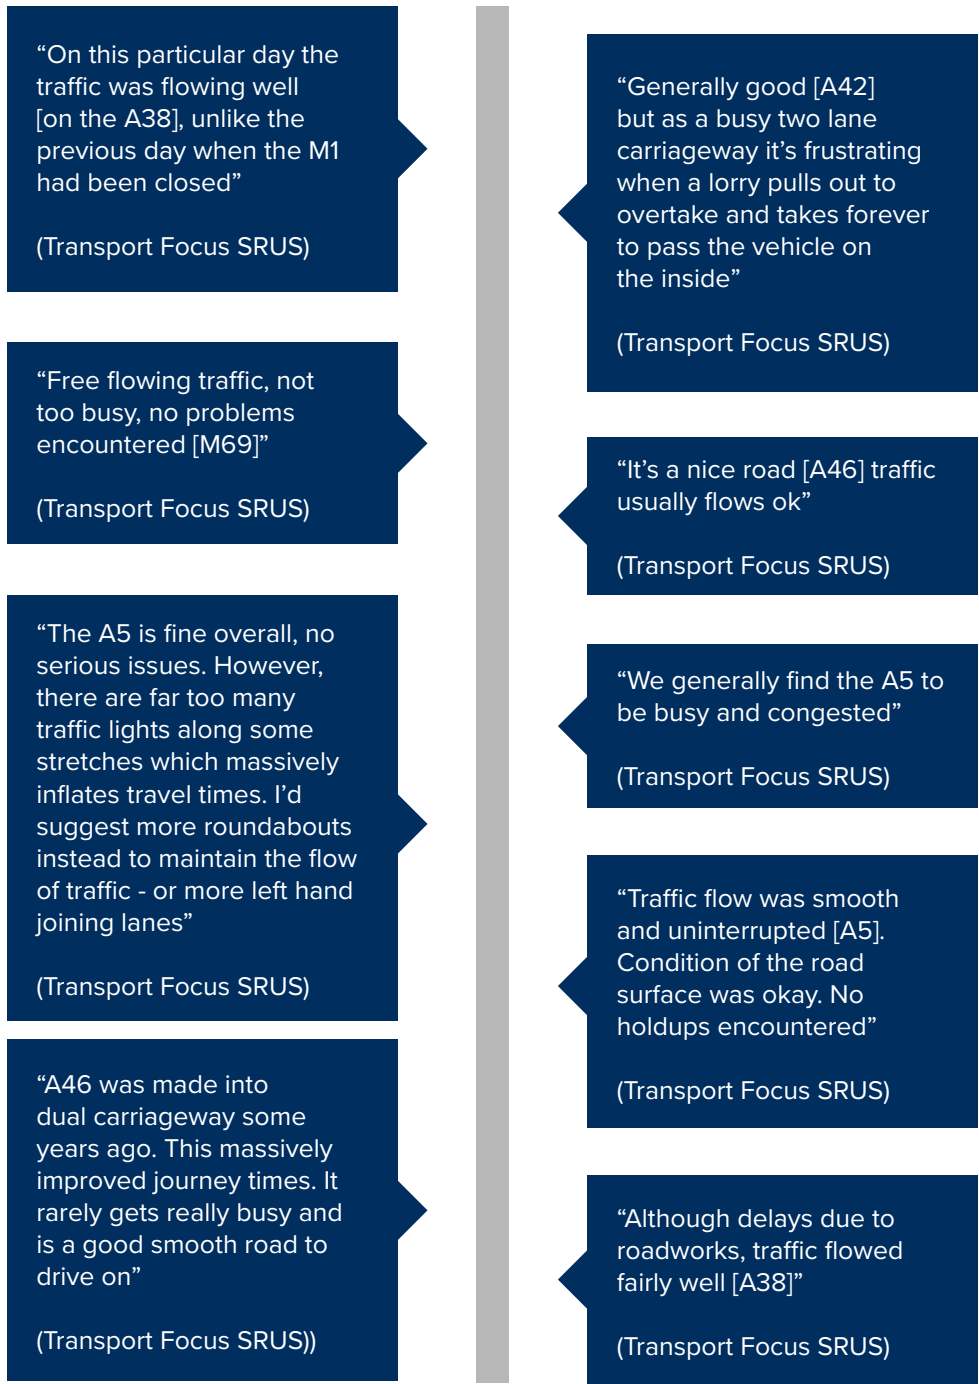 “On this particular day the
traffic was flowing well
[on the A38], unlike the
previous day when the M1
had been closed”
(Transport Focus SRUS)
“Free flowing traffic, not
too busy, no problems
encountered [M69]”
(Transport Focus SRUS)
“The A5 is fine overall, no
serious issues. However,
there are far too many
traffic lights along some
stretches which massively
inflates travel times. I’d
suggest more roundabouts
instead to maintain the flow
of traffic - or more left hand
joining lanes”
(Transport Focus SRUS)
“A46 was made into
dual carriageway some
years ago. This massively
improved journey times. It
rarely gets really busy and
is a good smooth road to
drive on”
(Transport Focus SRUS))
“Generally good [A42]
but as a busy two lane
carriageway it’s frustrating
when a lorry pulls out to
overtake and takes forever
to pass the vehicle on
the inside”
(Transport Focus SRUS)
“It’s a nice road [A46] traffic
usually flows ok”
(Transport Focus SRUS)
“We generally find the A5 to
be busy and congested”
(Transport Focus SRUS)
“Traffic flow was smooth
and uninterrupted [A5].
Condition of the road
surface was okay. No
holdups encountered”
(Transport Focus SRUS)
“Although delays due to
roadworks, traffic flowed
fairly well [A38]”
(Transport Focus SRUS)